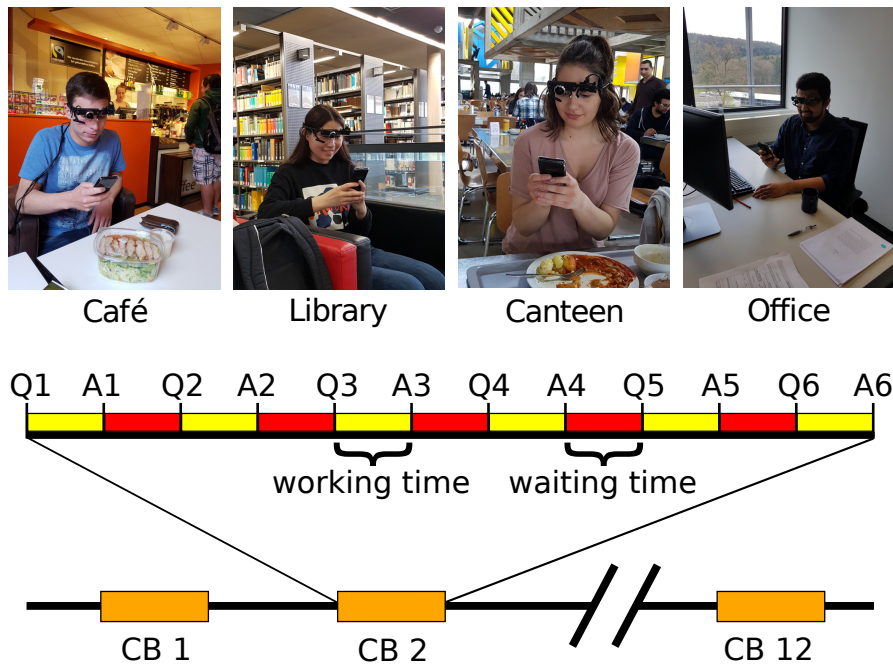 Café
Library
Canteen
Office
Q1 A1 Q2 A2 Q3 A3 Q4 A4 Q5 A5 Q6 A6
working time
waiting time
CB 1
CB 2
CB 12